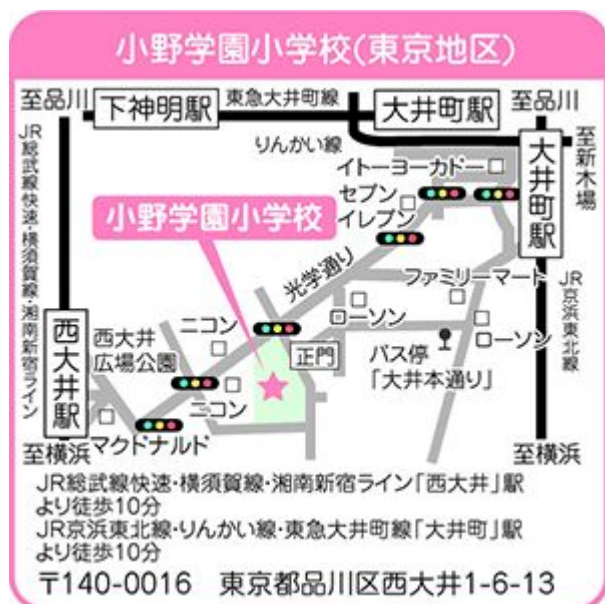 小野学園小学校(東京地区)
至品川
下神明駅
東急大井町線
大井町駅
至品川
りんかい線
至新木場
JR総武線快速・横須賀線・湘南新宿ライン
イトーヨーカドー
大井町駅
セブン
イレブン
小野学園小学校
光学通り
ファミリーマート
JR京浜東北線
西大井駅
西大井
広場公園
ニコン
正門
ローソン
バス停
「大井本通り」
ローソン
ニコン
マクドナルド
至横浜
至横浜
JR総武線快速・横須賀線・湘南新宿ライン「西大井」駅
より徒歩10分
JR京浜東北線・りんかい線・東急大井町線「大井町」駅
より徒歩10分
〒140-0016 東京都品川区西大井1-6-13